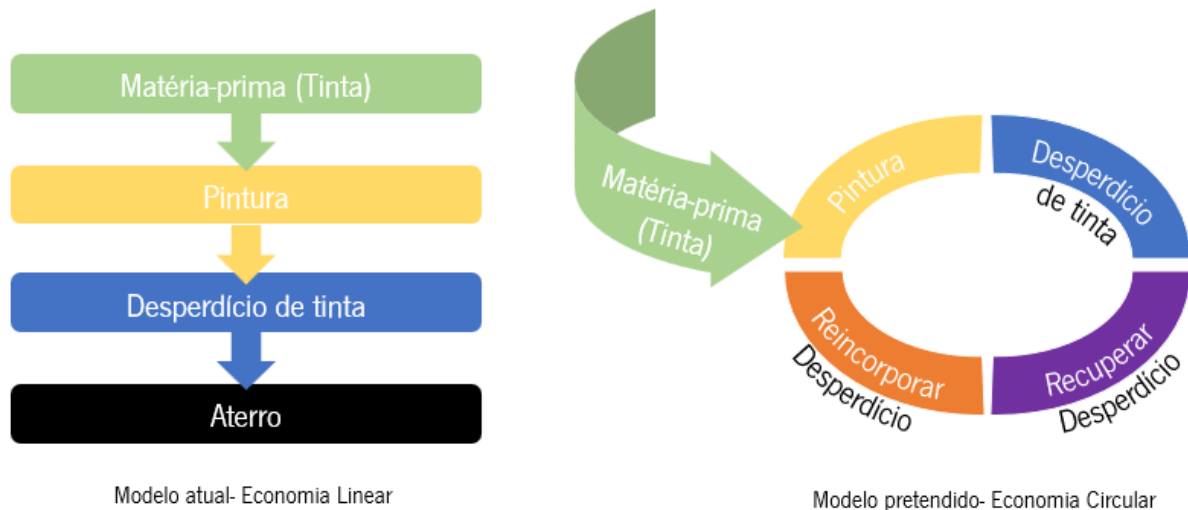 Matéria-prima (Tinta)
Pintura
Desperdício de tinta
Aterro
Modelo atual- Economia Linear
Matéria-prima
(Tinta)
Pintura
Desperdício
de tinta
Recuperar
Desperdício
Reincorporar
Desperdício
Modelo pretendido- Economia Circular